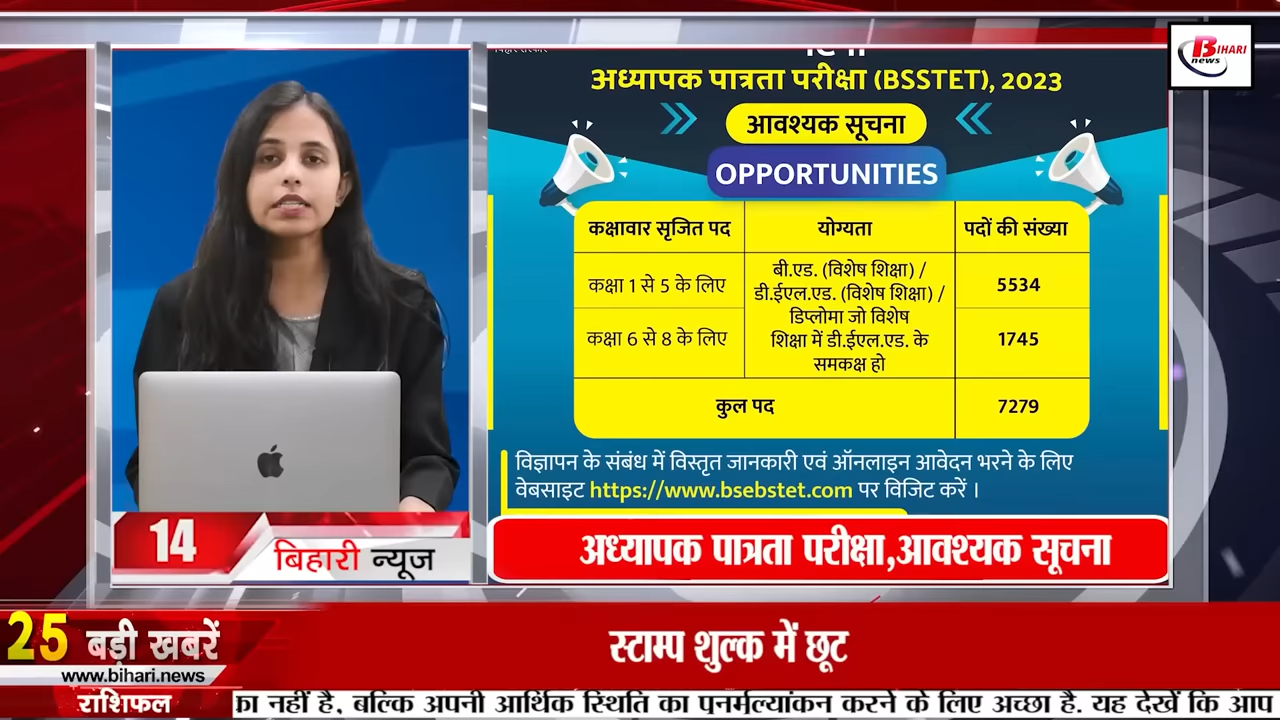 BIHARI
news
अध्यापक पात्रता परीक्षा (BSSTET), 2023
आवश्यक सूचना
OPPORTUNITIES
कक्षावार सृजित पद योग्यता पदों की संख्या
कक्षा 1 से 5 के लिए
बी.एड. (विशेष शिक्षा) /
डी.ईएल.एड. (विशेष शिक्षा) /
डिप्लोमा जो विशेष
शिक्षा में डी.ईएल.एड. के
समकक्ष हो
5534
कक्षा 6 से 8 के लिए
1745
कुल पद 7279
विज्ञापन के संबंध में विस्तृत जानकारी एवं ऑनलाइन आवेदन भरने के लिए
वेबसाइट https://www.bsebstet.com पर विजिट करें ।
14
बिहारी न्यूज
अध्यापक पात्रता परीक्षा,आवश्यक सूचना
25 बड़ी खबरें
www.bihari.news
स्टाम्प शुल्क में छूट
राशिफल
का नहीं है, बल्कि अपनी आर्थिक स्थिति का पुनर्मूल्यांकन करने के लिए अच्छा है. यह देखें कि आप